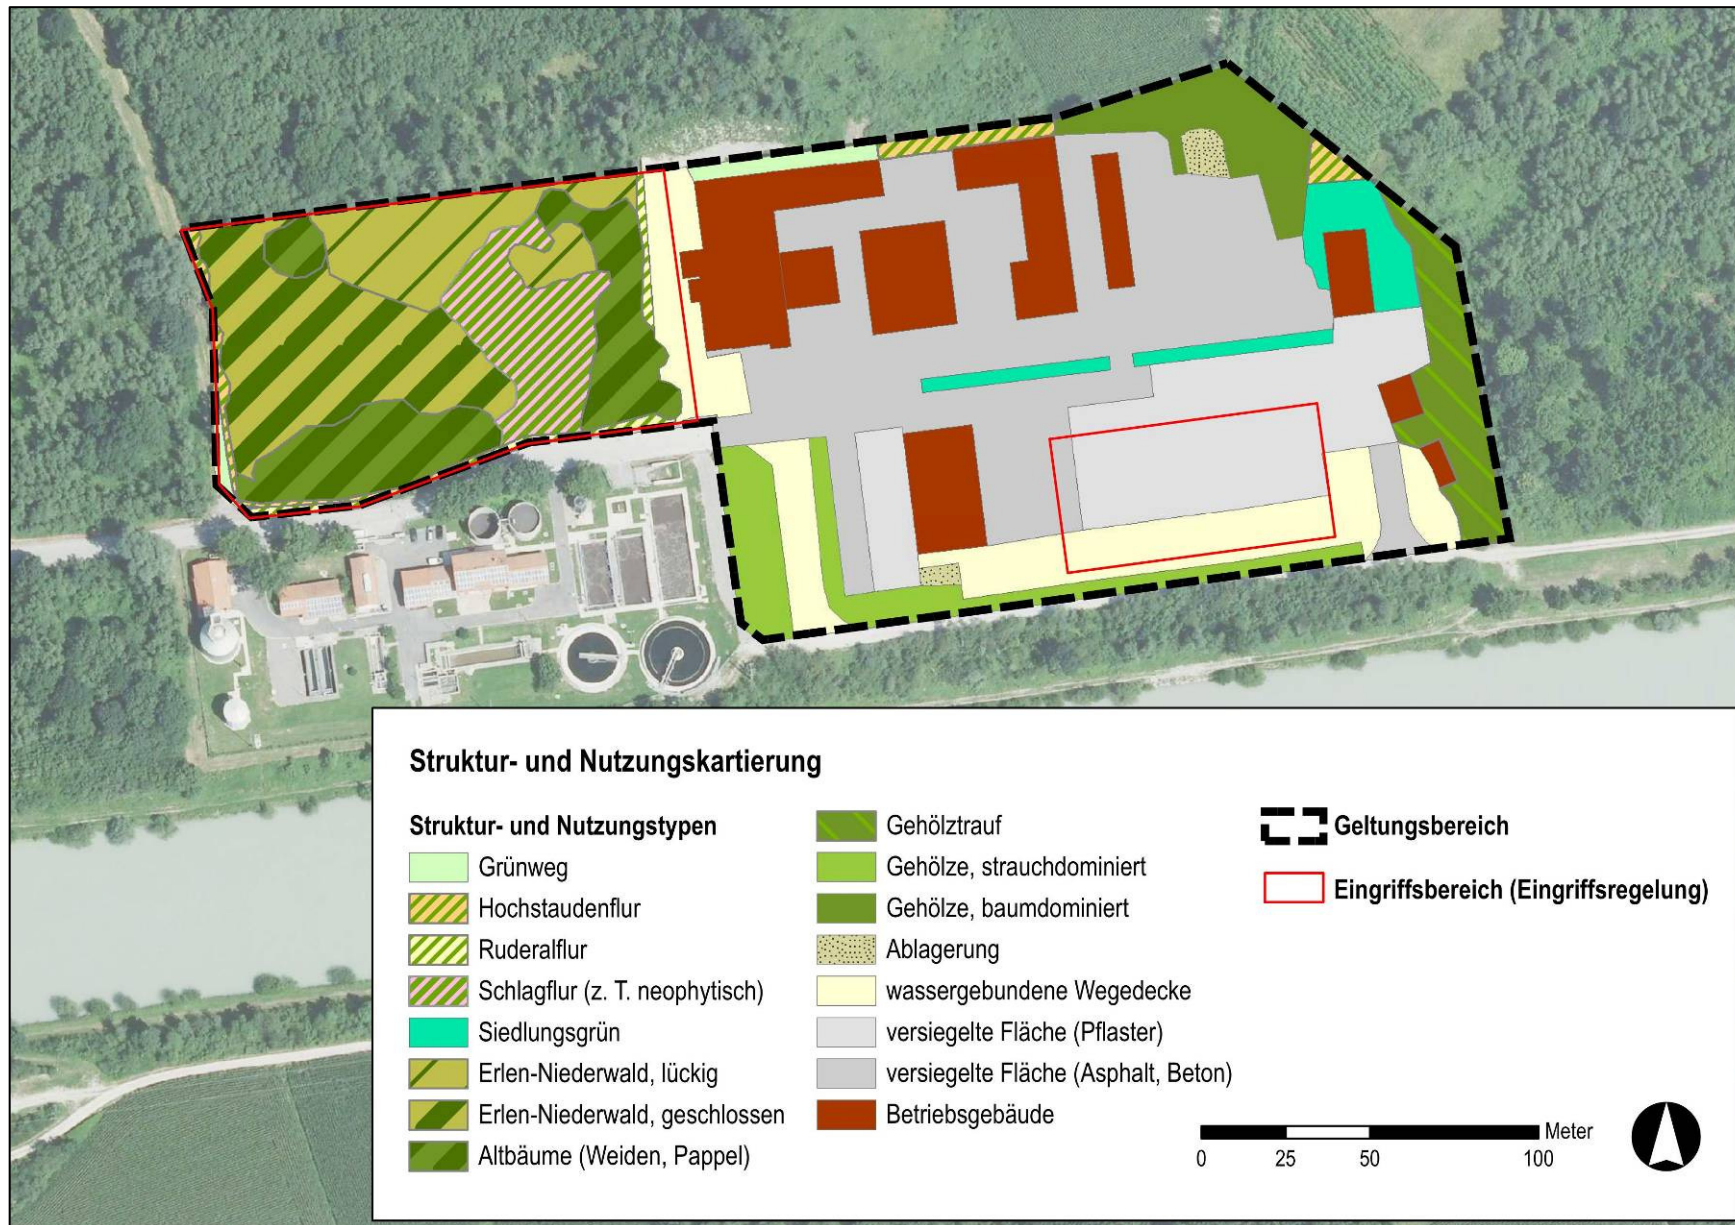 Struktur- und Nutzungskartierung
Struktur- und Nutzungstypen
Grünweg
Hochstaudenflur
Ruderalflur
Schlagflur (z. T. neophytisch)
Siedlungsgrün
Erlen-Niederwald, lückig
Erlen-Niederwald, geschlossen
Altbäume (Weiden, Pappel)
Gehölztrauf
Gehölze, strauchdominiert
Gehölze, baumdominiert
Ablagerung
wassergebundene Wegedecke
versiegelte Fläche (Pflaster)
versiegelte Fläche (Asphalt, Beton)
Betriebsgebäude
Geltungsbereich
Eingriffsbereich (Eingriffsregelung)
Meter
0 25 50 100